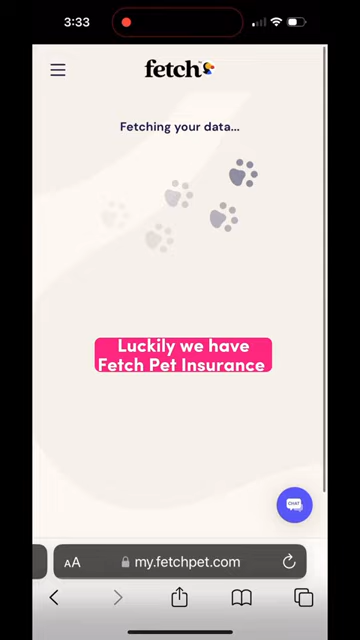 3:33
fetch
Fetching your data...
Luckily we have
Fetch Pet Insurance
CHAT
AA
my.fetchpet.com